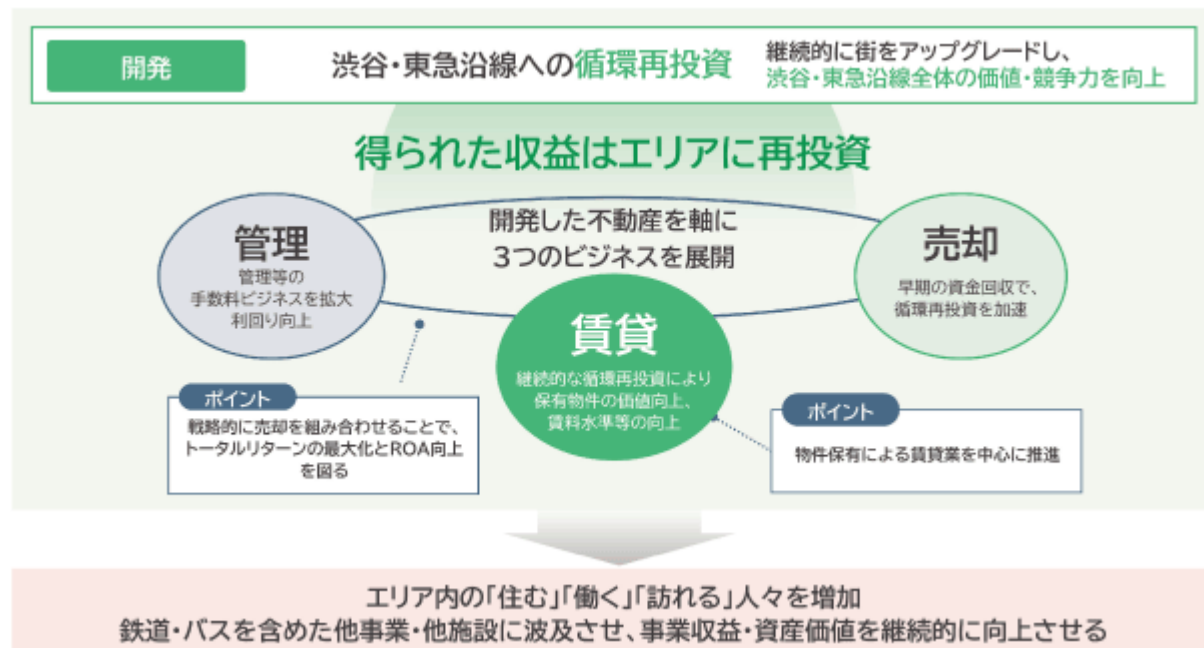 開発
渋谷・東急沿線への循環再投資
継続的に街をアップグレードし、
渋谷・東急沿線全体の価値・競争力を向上
得られた収益はエリアに再投資
開発した不動産を軸に
3つのビジネスを展開
管理
管理等の
手数料ビジネスを拡大
利回り向上
売却
早期の資金回収で、
循環再投資を加速
賃貸
継続的な循環再投資により
保有物件の価値向上、
賃料水準等の向上
ポイント
戦略的に売却を組み合わせることで、
トータルリターンの最大化とROA向上
を図る
ポイント
物件保有による賃貸業を中心に推進
エリア内の「住む」「働く」「訪れる」人々を増加
鉄道・バスを含めた他事業・他施設に波及させ、事業収益・資産価値を継続的に向上させる